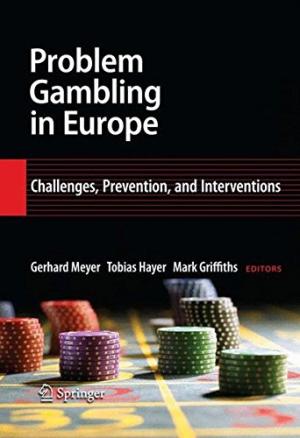 Problem
Gambling
in Europe
Challenges, Prevention, and Interventions
Gerhard Meyer Tobias Hayer Mark Griffiths EDITORS
Springer